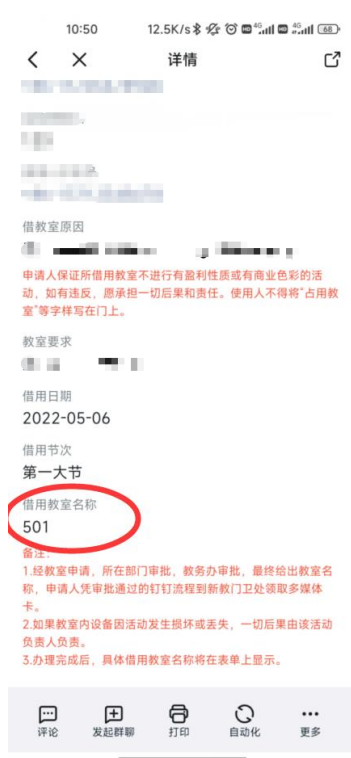 10:50
12.5K/s 4G 4G 68
详情
借教室原因
申请人保证所借用教室不进行有盈利性质或有商业色彩的活
动，如有违反，愿承担一切后果和责任。使用人不得将“占用教
室”等字样写在门上。
教室要求
借用日期
2022-05-06
借用节次
第一大节
借用教室名称
501
备注:
1.经教室申请，所在部门审批，教务办审批，最终给出教室名
称，申请人凭审批通过的钉钉流程到新教门卫处领取多媒体
卡。
2.如果教室内设备因活动发生损坏或丢失，一切后果由该活动
负责人负责。
3.办理完成后，具体借用教室名称将在表单上显示。
评论 发起群聊 打印 自动化 更多